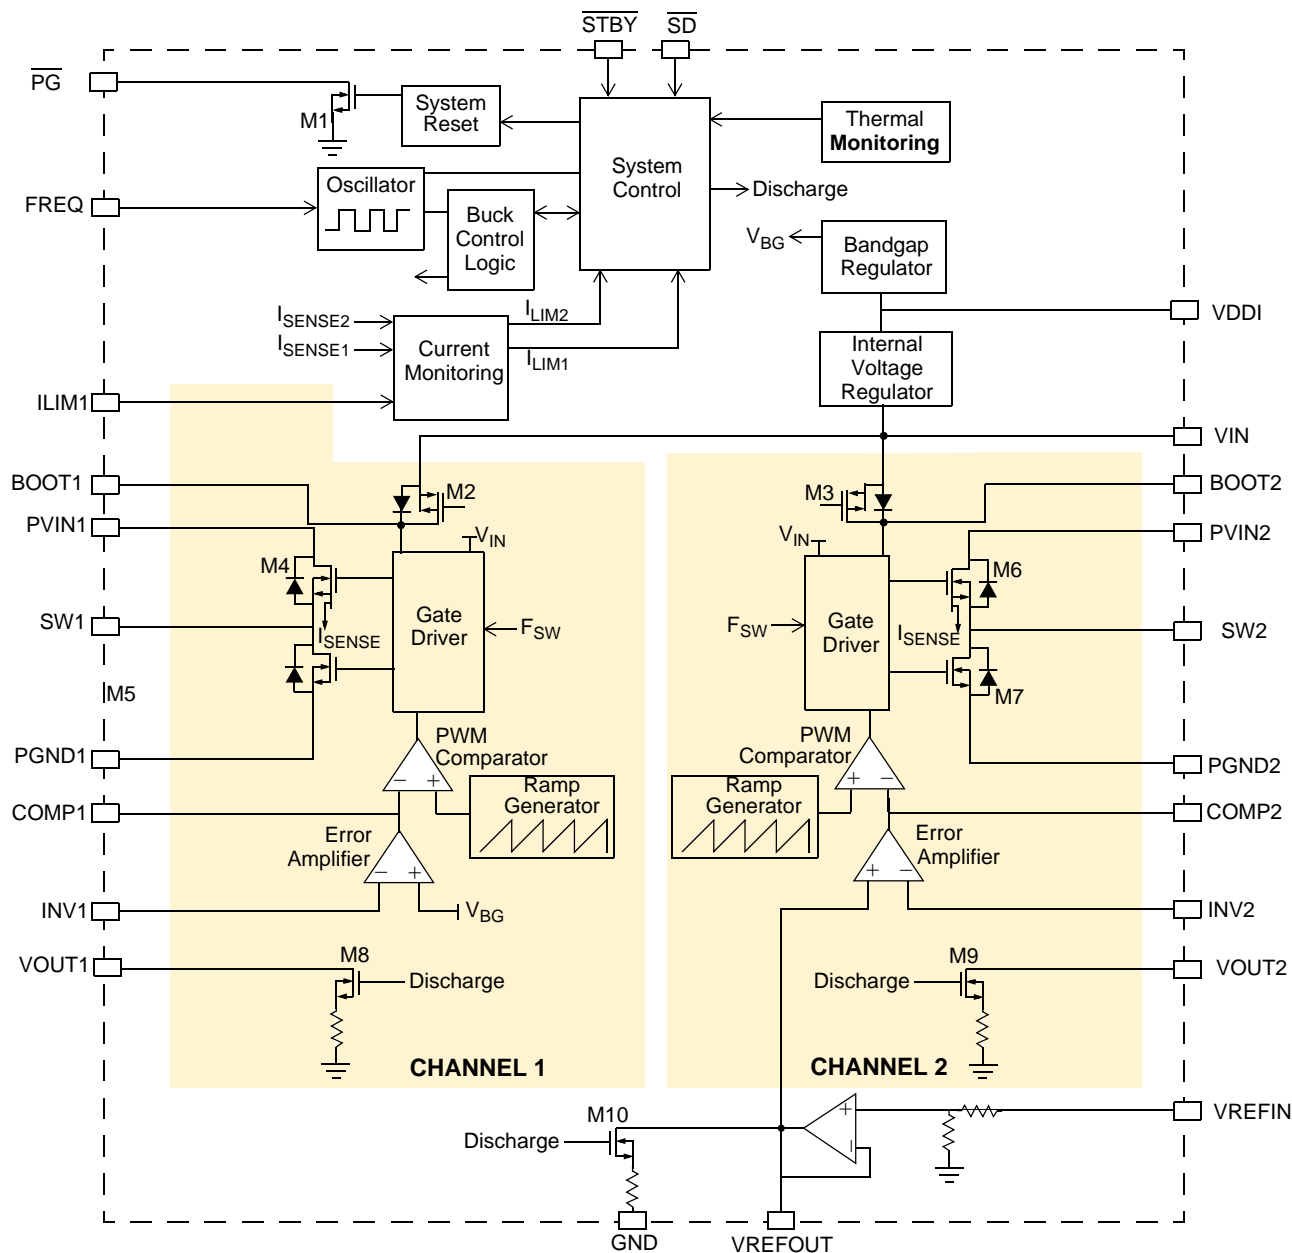 STBY
SD
PG
M1
System
Reset
System
Control
Thermal
Monitoring
Discharge
FREQ
Oscillator
Buck
Control
Logic
VBG
Bandgap
Regulator
VDDI
ISENSE2
ISENSE1
Current
Monitoring
ILIM2
ILIM1
Internal
Voltage
Regulator
ILIM1
VIN
BOOT1
M2
M3
BOOT2
PVIN1
VIN
VIN
PVIN2
M4
M6
SW1
ISENSE
Gate
Driver
FSW
FSW
Gate
Driver
ISENSE
SW2
M5
M7
PGND1
PWM
Comparator
PWM
Comparator
PGND2
COMP1
Ramp
Generator
Ramp
Generator
COMP2
Error
Amplifier
Error
Amplifier
− +
+ −
− +
+ −
INV1
VBG
INV2
VOUT1
M8
Discharge
Discharge
M9
VOUT2
CHANNEL 1
CHANNEL 2
M10
Discharge
+
−
VREFIN
GND
VREFOUT